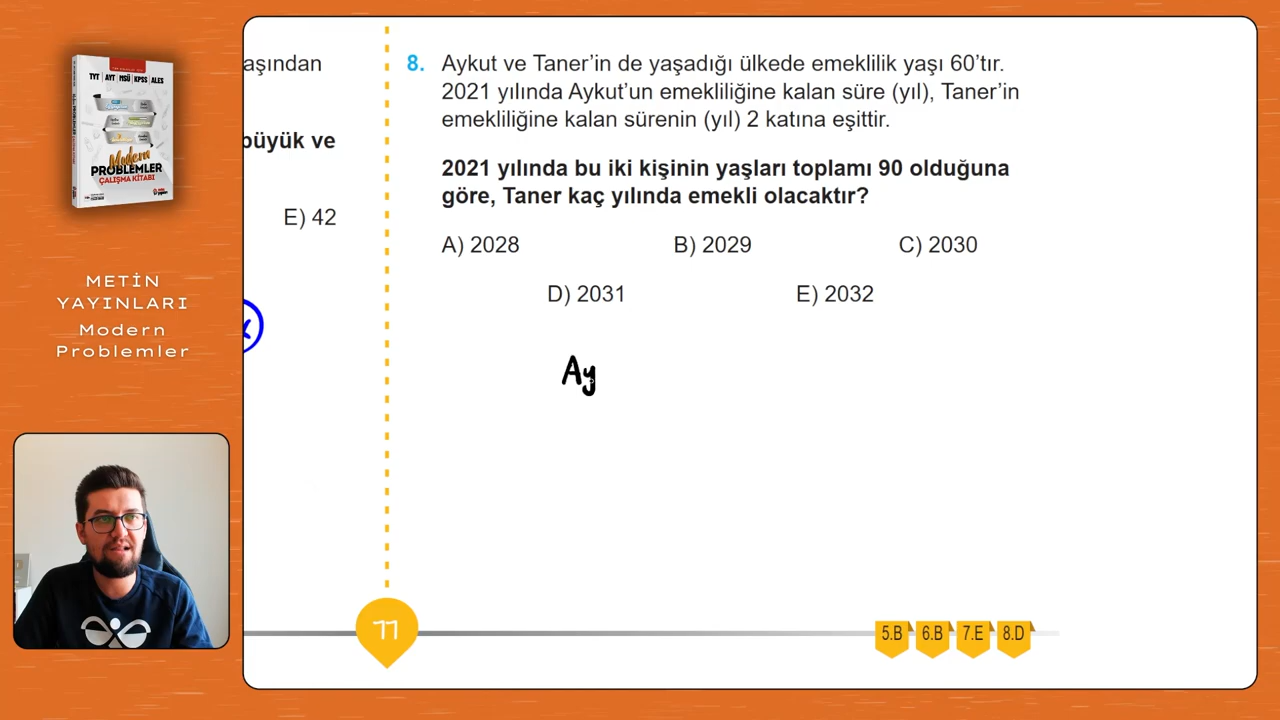 TYT | AYT | MSÜ | KPSS | ALES
Modern
PROBLEMLER
ÇALIŞMA KİTABI
METİN
YAYINLARI
Modern
Problemler
aşından
büyük ve
E) 42
8. Aykut ve Taner’in de yaşadığı ülkede emeklilik yaşı 60’tır.
2021 yılında Aykut’un emekliliğine kalan süre (yıl), Taner’in
emekliliğine kalan sürenin (yıl) 2 katına eşittir.
2021 yılında bu iki kişinin yaşları toplamı 90 olduğuna
göre, Taner kaç yılında emekli olacaktır?
A) 2028 B) 2029 C) 2030
D) 2031 E) 2032
Ay
77
5.B 6.B 7.E 8.D